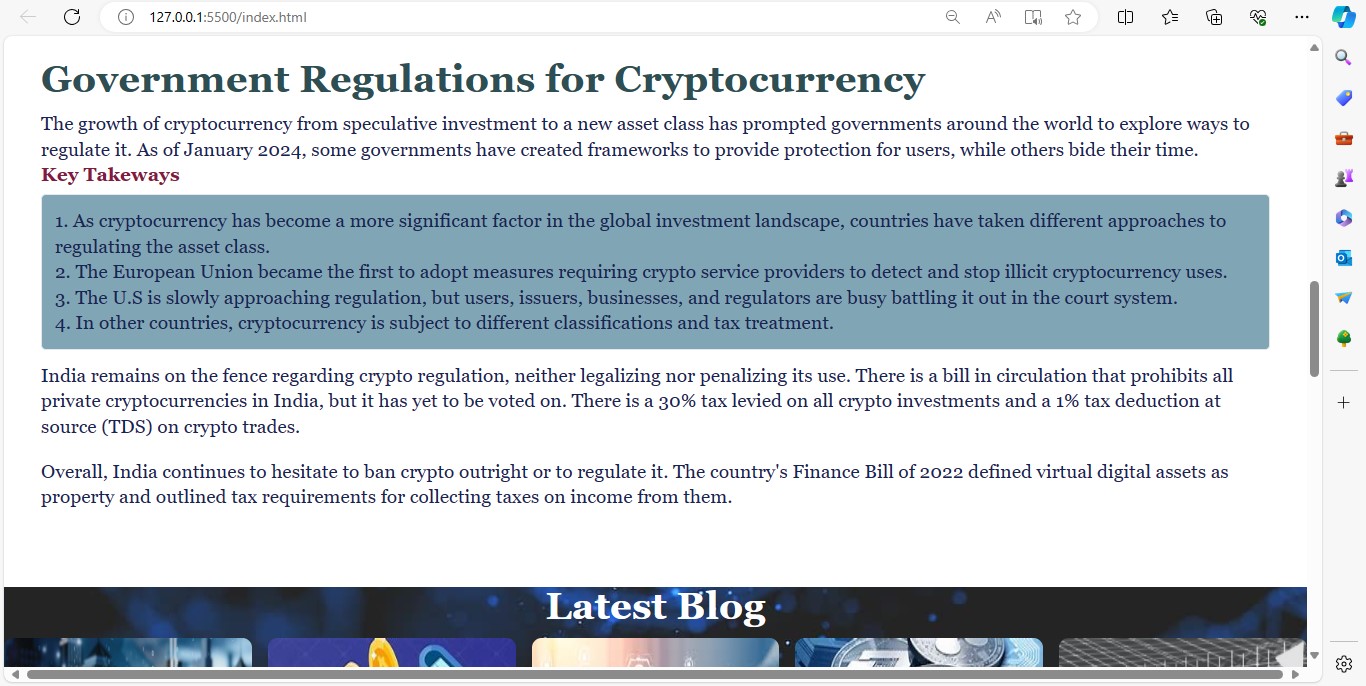 127.0.0.1:5500/index.html
Government Regulations for Cryptocurrency
The growth of cryptocurrency from speculative investment to a new asset class has prompted governments around the world to explore ways to
regulate it. As of January 2024, some governments have created frameworks to provide protection for users, while others bide their time.
Key Takeways
1. As cryptocurrency has become a more significant factor in the global investment landscape, countries have taken different approaches to
regulating the asset class.
2. The European Union became the first to adopt measures requiring crypto service providers to detect and stop illicit cryptocurrency uses.
3. The U.S is slowly approaching regulation, but users, issuers, businesses, and regulators are busy battling it out in the court system.
4. In other countries, cryptocurrency is subject to different classifications and tax treatment.
India remains on the fence regarding crypto regulation, neither legalizing nor penalizing its use. There is a bill in circulation that prohibits all
private cryptocurrencies in India, but it has yet to be voted on. There is a 30% tax levied on all crypto investments and a 1% tax deduction at
source (TDS) on crypto trades.
Overall, India continues to hesitate to ban crypto outright or to regulate it. The country's Finance Bill of 2022 defined virtual digital assets as
property and outlined tax requirements for collecting taxes on income from them.
Latest Blog